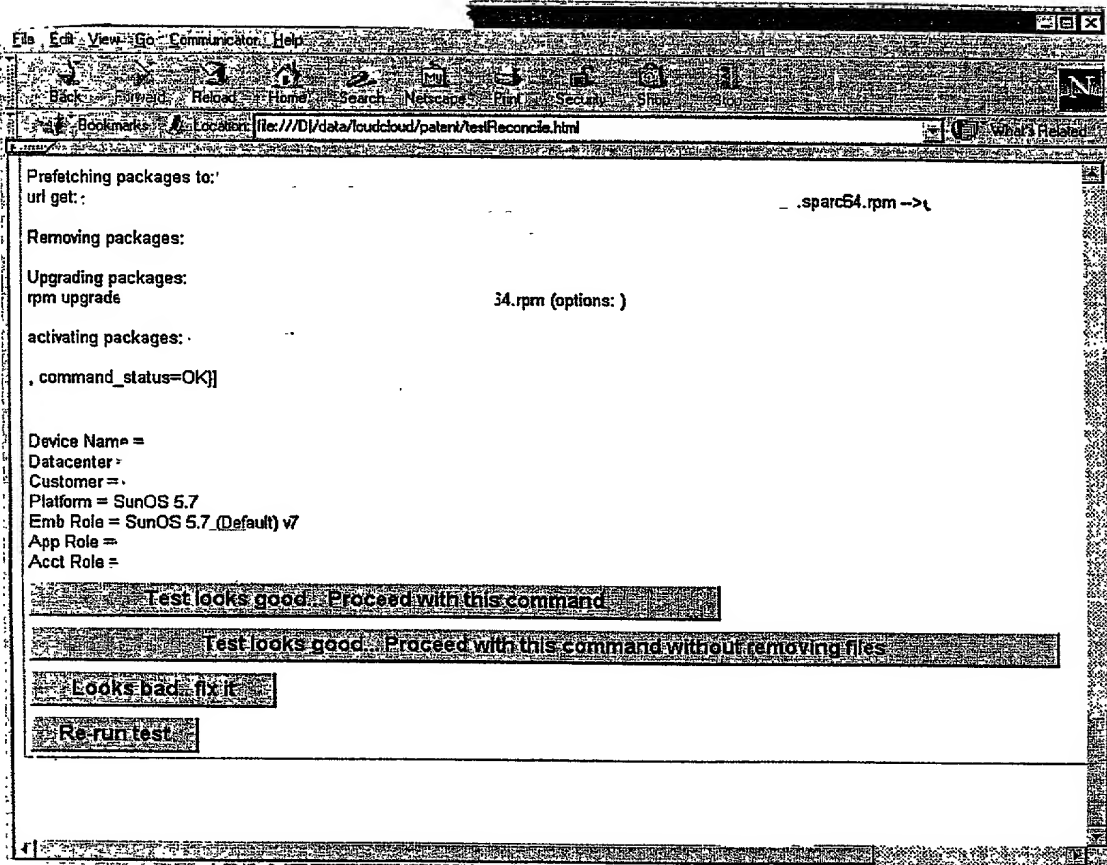 File Edit View Go Communicator Help
Back Forward Reload Home Search Netscape Print Security Shop Stop
Bookmarks Location: file:///D|/data/loudcloud/patent/testReconcile.html What's Related
Prefetching packages to:
url get: : .sparc64.rpm -->
Removing packages:
Upgrading packages:
rpm upgrade 34.rpm (options: )
activating packages:
, command_status=OK}]
Device Name =
Datacenter
Customer =
Platform = SunOS 5.7
Emb Role = SunOS 5.7_(Default) v7
App Role =
Acct Role =
Test looks good...Proceed with this command
Test looks good...Proceed with this command without removing files
Looks bad...fix it
Re-run test